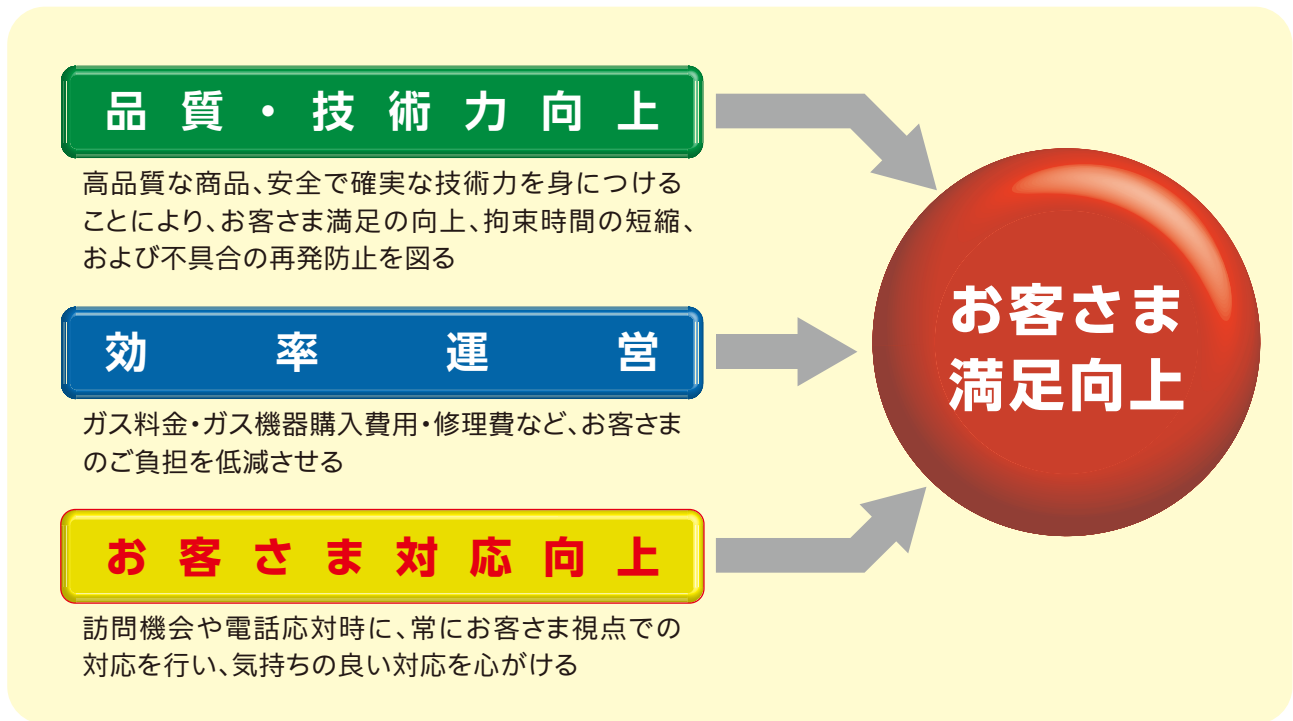 品質・技術力向上
高品質な商品、安全で確実な技術力を身につける
ことにより、お客さま満足の向上、拘束時間の短縮、
および不具合の再発防止を図る
効率運営
ガス料金・ガス機器購入費用・修理費など、お客さま
のご負担を低減させる
お客さま対応向上
訪問機会や電話応対時に、常にお客さま視点での
対応を行い、気持ちの良い対応を心がける
お客さま
満足向上